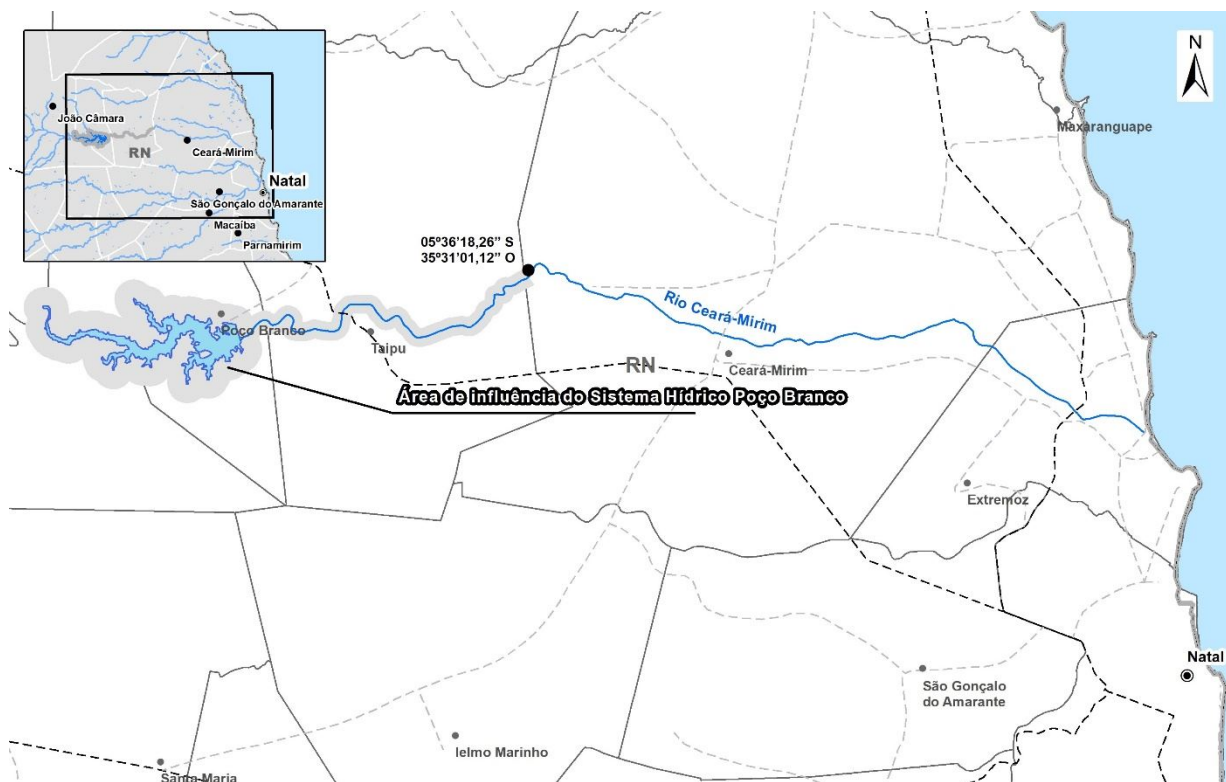 João Câmara
RN
Ceará-Mirim
Natal
São Gonçalo do Amarante
Macaíba
Parnamirim
N
Maxaranguape
05º36'18,26" S
35º31'01,12" O
Rio Ceará-Mirim
Poço Branco
Taipu
RN
Ceará-Mirim
Área de influência do Sistema Hídrico Poço Branco
Extremoz
Natal
São Gonçalo
do Amarante
Ielmo Marinho
Santa Maria